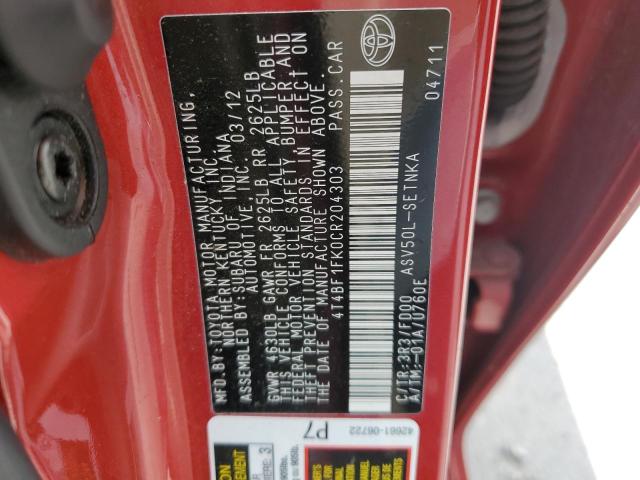 MFD. BY:TOYOTA MOTOR MANUFACTURING,
NORTHERN KENTUCKY, INC.
ASSEMBLED BY:SUBARU OF INDIANA
AUTOMOTIVE, INC. 03/12
GVWR 4630LB GAWR FR 2625LB RR 2625LB
THIS VEHICLE CONFORMS TO ALL APPLICABLE
FEDERAL MOTOR VEHICLE SAFETY, BUMPER, AND
THEFT PREVENTION STANDARDS IN EFFECT ON
THE DATE OF MANUFACTURE SHOWN ABOVE.
4T4BF1FK0CR204303 PASS. CAR
C/TR:3R3/FD00 ASV50L-SETNKA
A/TM:-01A/U760E
04711
42661-06722
P7
3